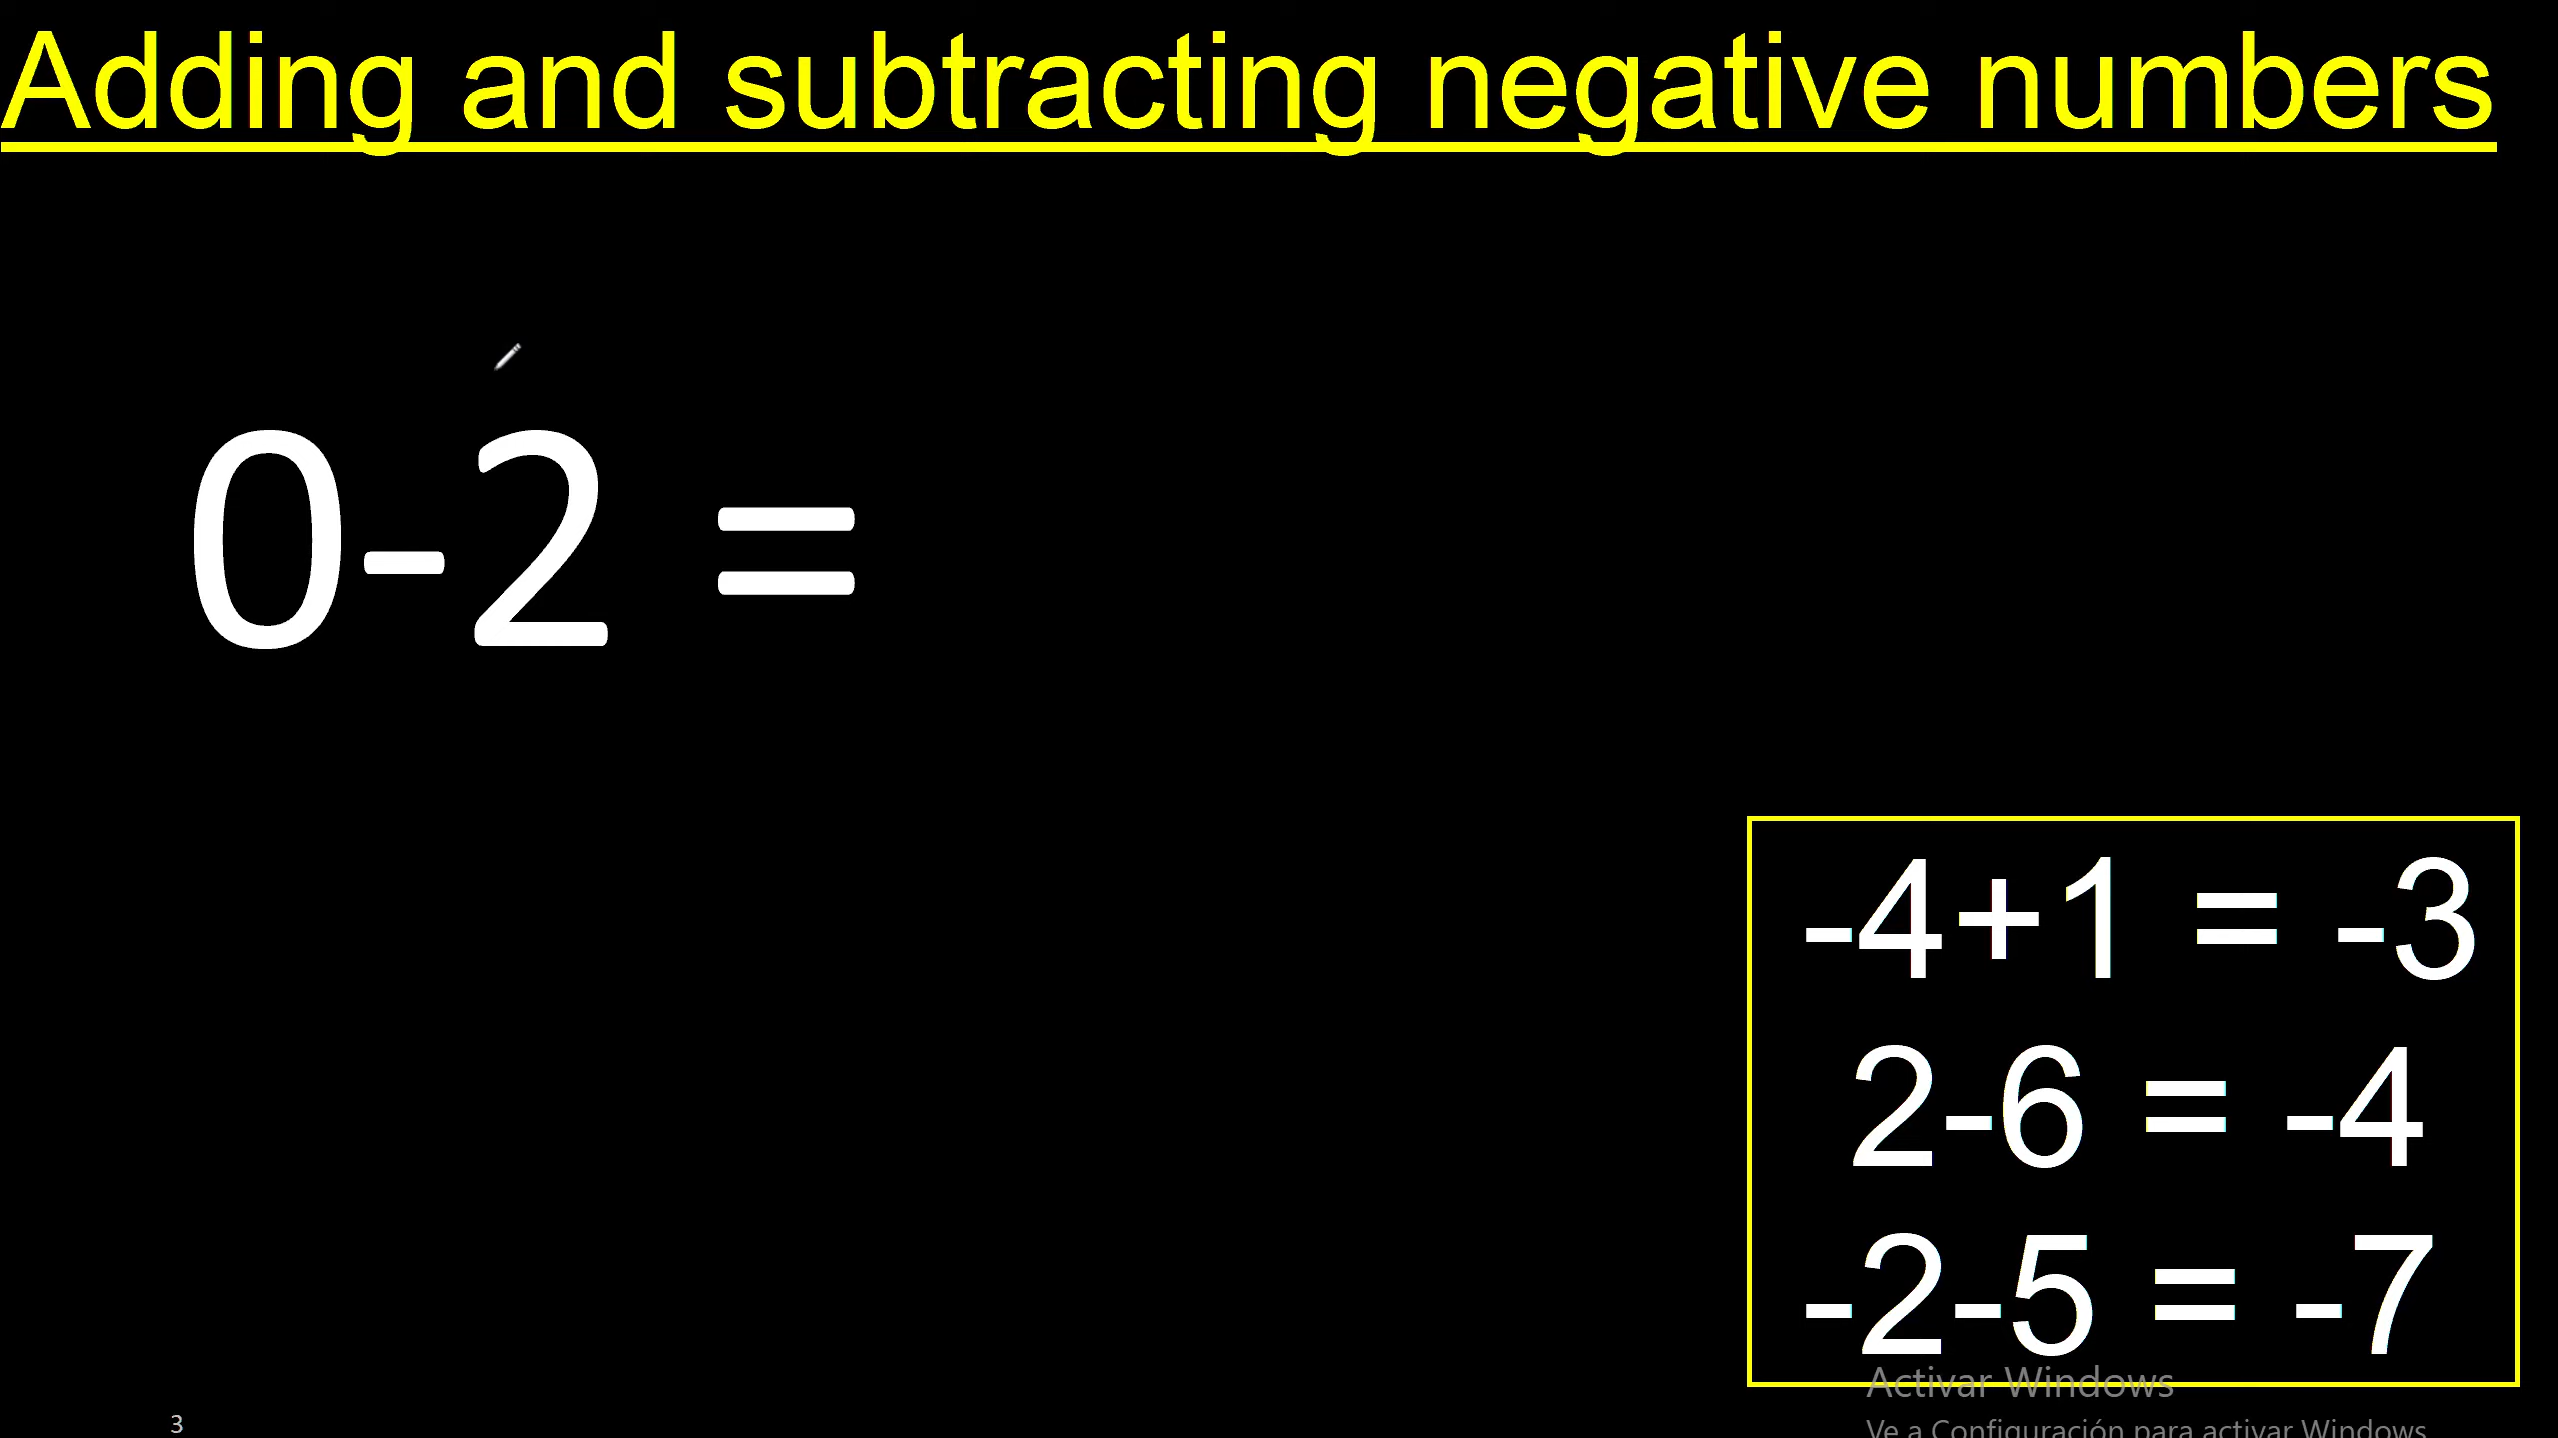 Adding and subtracting negative numbers
0-2 =
-4+1 = -3
2-6 = -4
-2-5 = -7
Activar Windows
Ve a Configuración para activar Windows
3